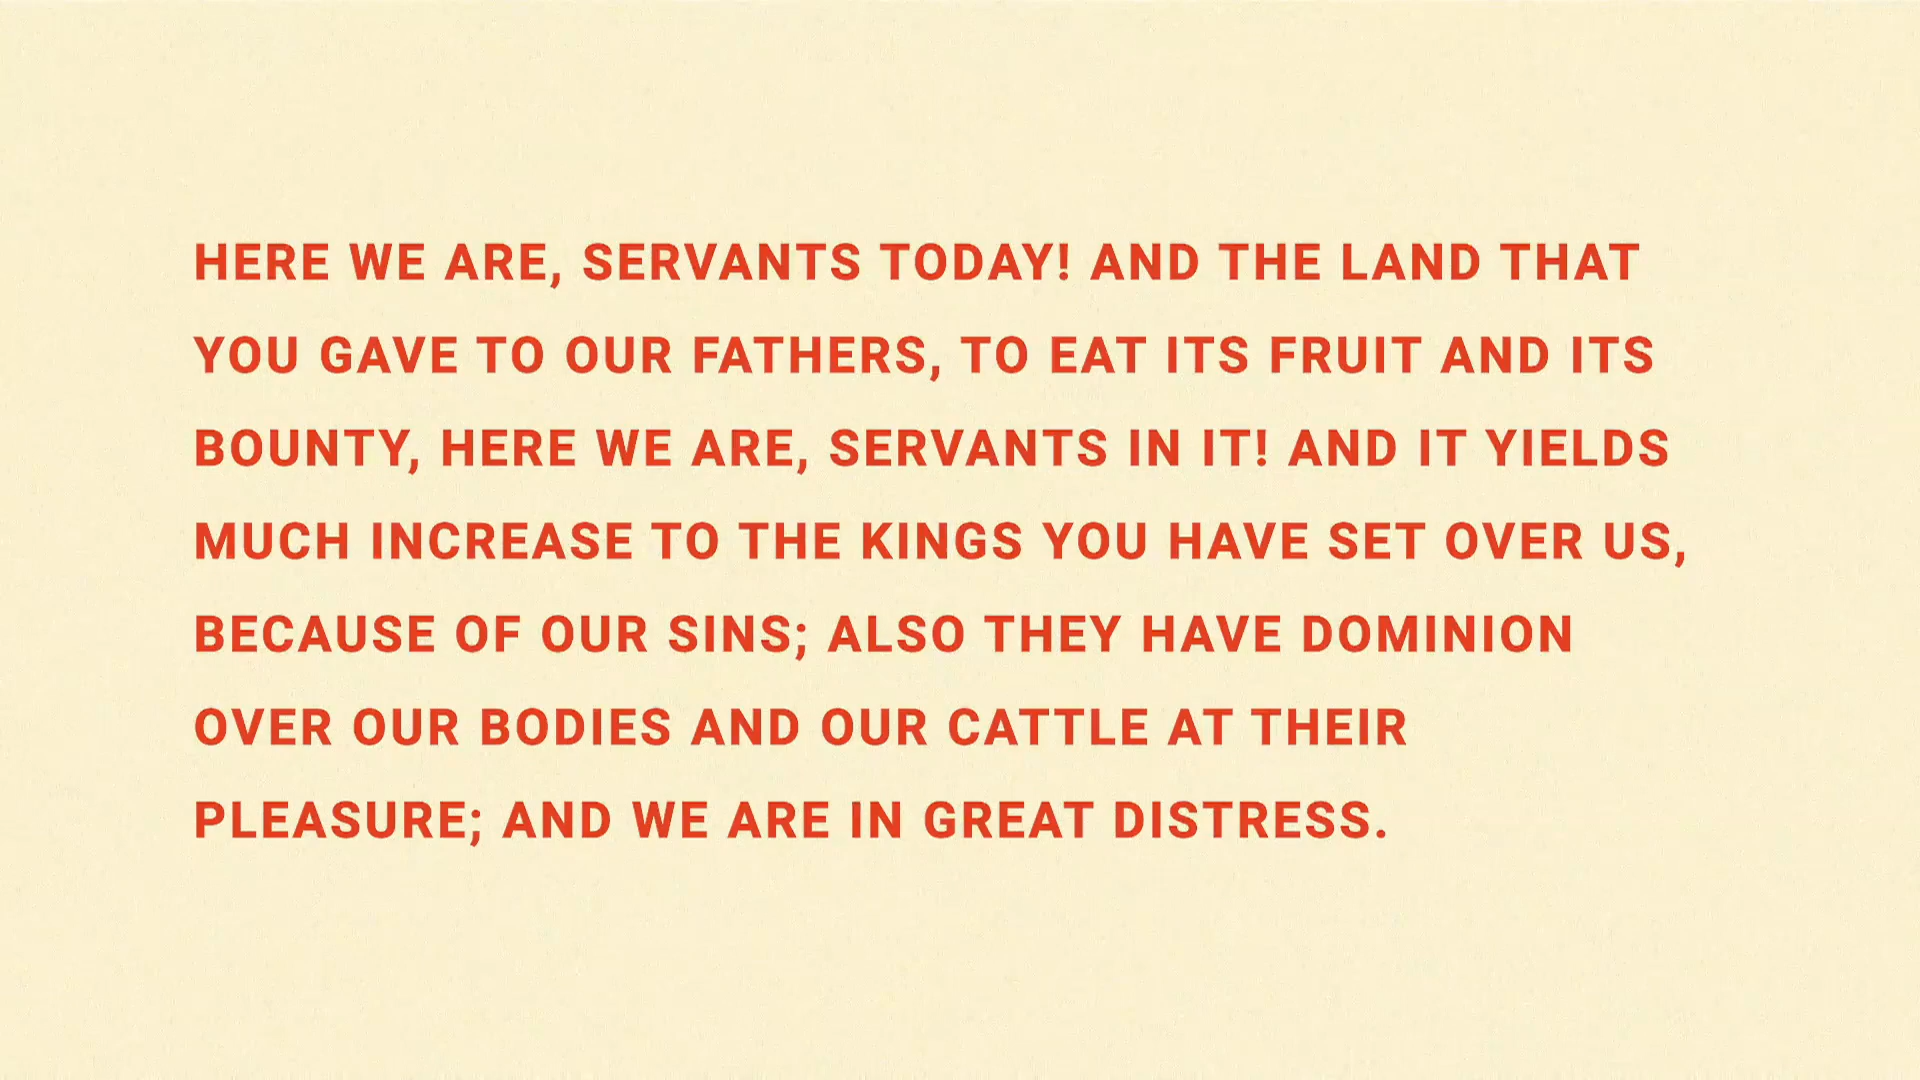 HERE WE ARE, SERVANTS TODAY! AND THE LAND THAT
YOU GAVE TO OUR FATHERS, TO EAT ITS FRUIT AND ITS
BOUNTY, HERE WE ARE, SERVANTS IN IT! AND IT YIELDS
MUCH INCREASE TO THE KINGS YOU HAVE SET OVER US,
BECAUSE OF OUR SINS; ALSO THEY HAVE DOMINION
OVER OUR BODIES AND OUR CATTLE AT THEIR
PLEASURE; AND WE ARE IN GREAT DISTRESS.